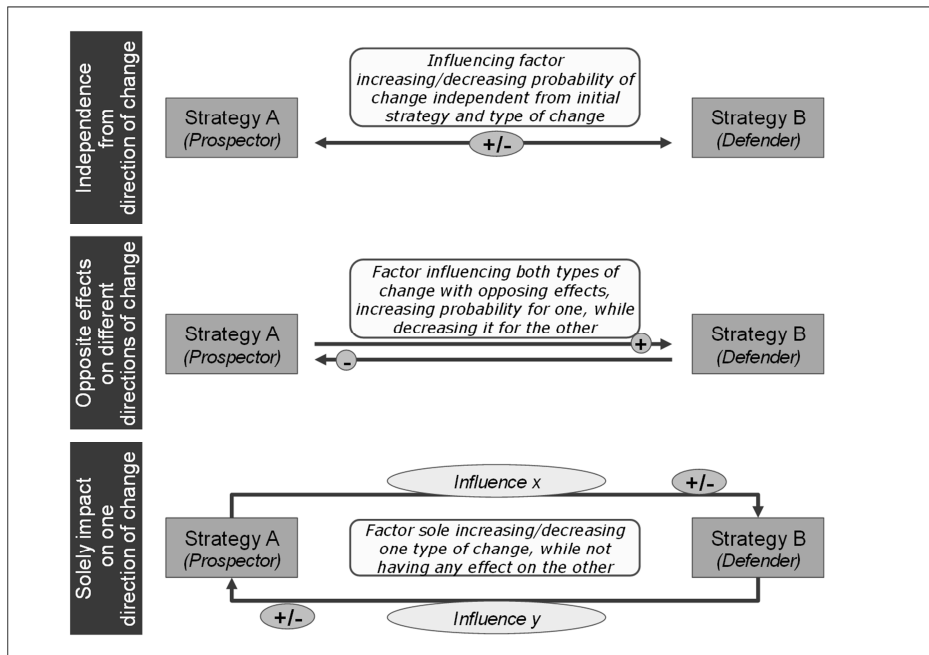 Independence
from
direction of change
Influencing factor
increasing/decreasing probability of
change independent from initial
strategy and type of change
Strategy A
(Prospector)
+/-
Strategy B
(Defender)
Opposite effects
on different
directions of change
Factor influencing both types of
change with opposing effects,
increasing probability for one, while
decreasing it for the other
Strategy A
(Prospector)
+
-
Strategy B
(Defender)
Solely impact
on one
direction of change
Influence x
+/-
Strategy A
(Prospector)
Factor sole increasing/decreasing
one type of change, while not
having any effect on the other
Strategy B
(Defender)
+/-
Influence y